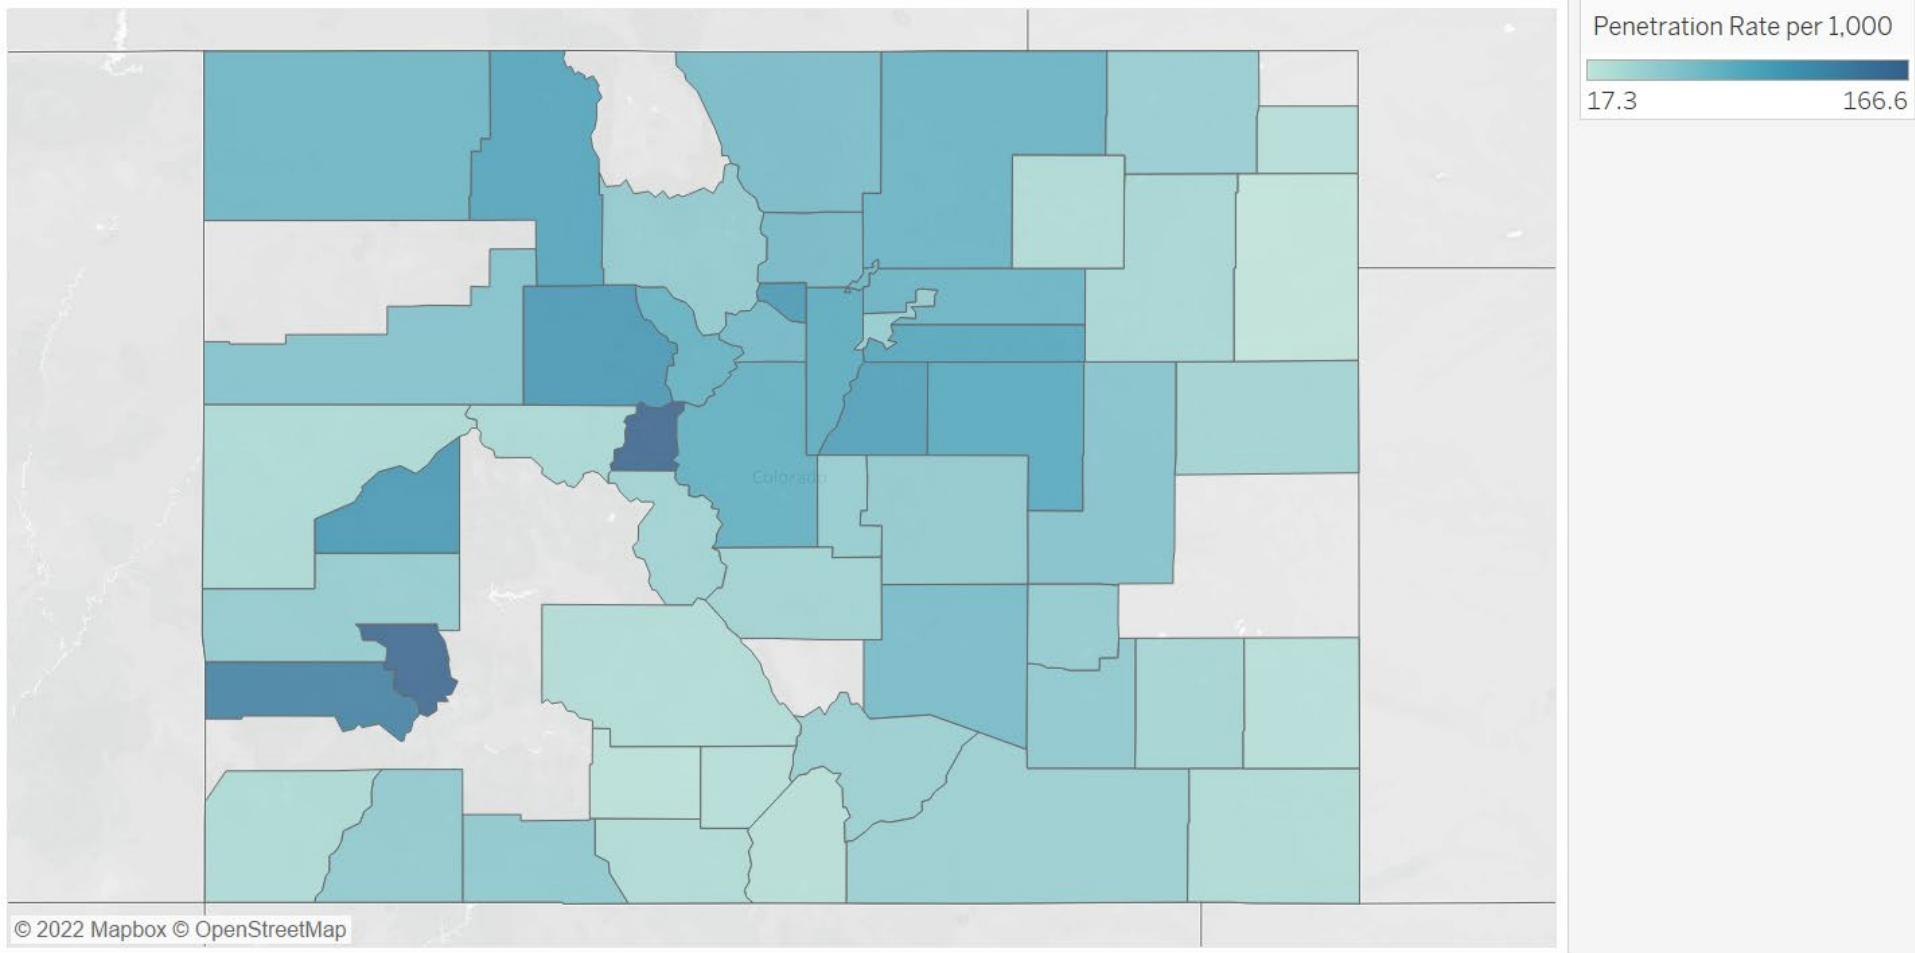 Penetration Rate per 1,000
17.3 166.6
Colorado
© 2022 Mapbox © OpenStreetMap